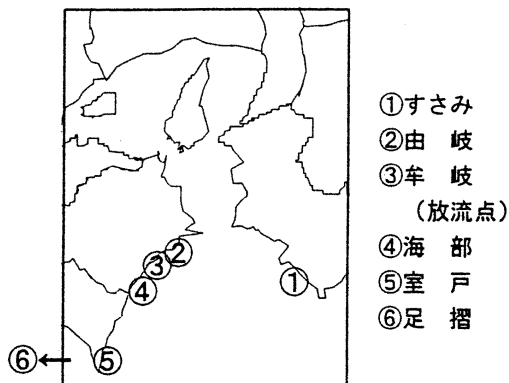 ①すさみ
②由　岐
③牟　岐
（放流点）
④海　部
⑤室　戸
⑥足　摺
②
③
④
①
⑥
⑤